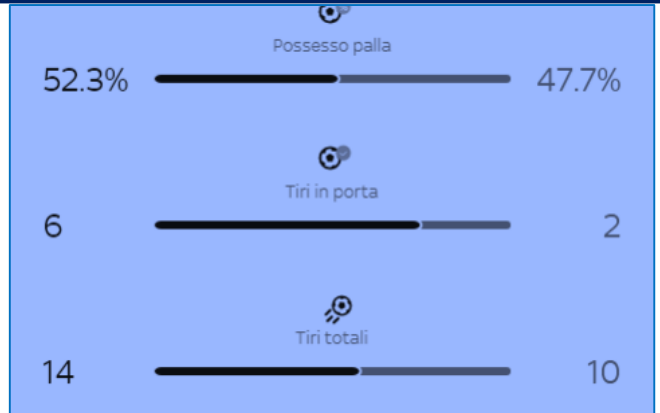 Possesso palla
52.3% 47.7%
Tiri in porta
6 2
Tiri totali
14 10